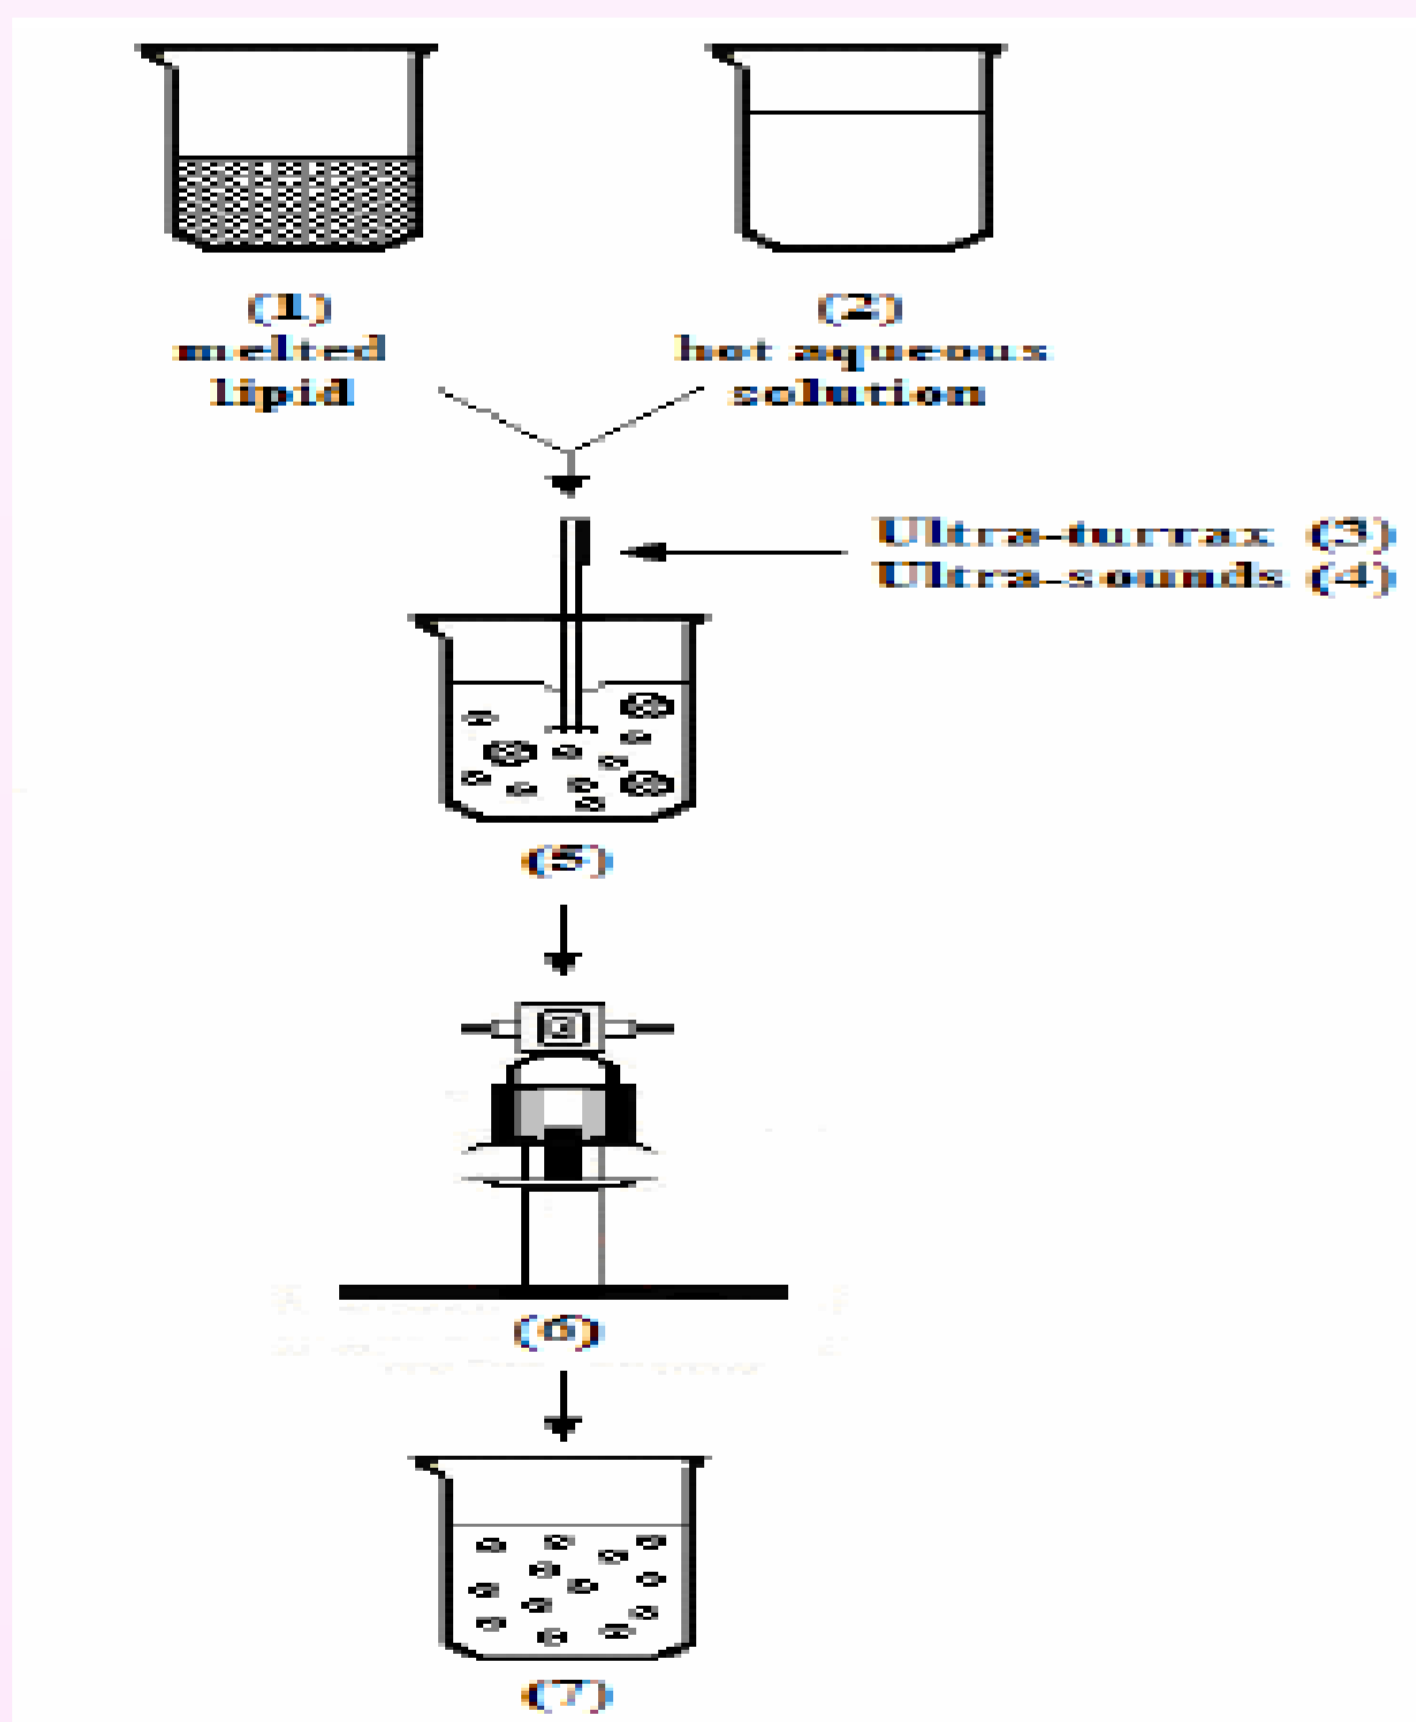 (1)
melted
lipid
(2)
hot aqueous
solution
Ultra-turrax (3)
Ultra-sounds (4)
(5)
(6)
(7)